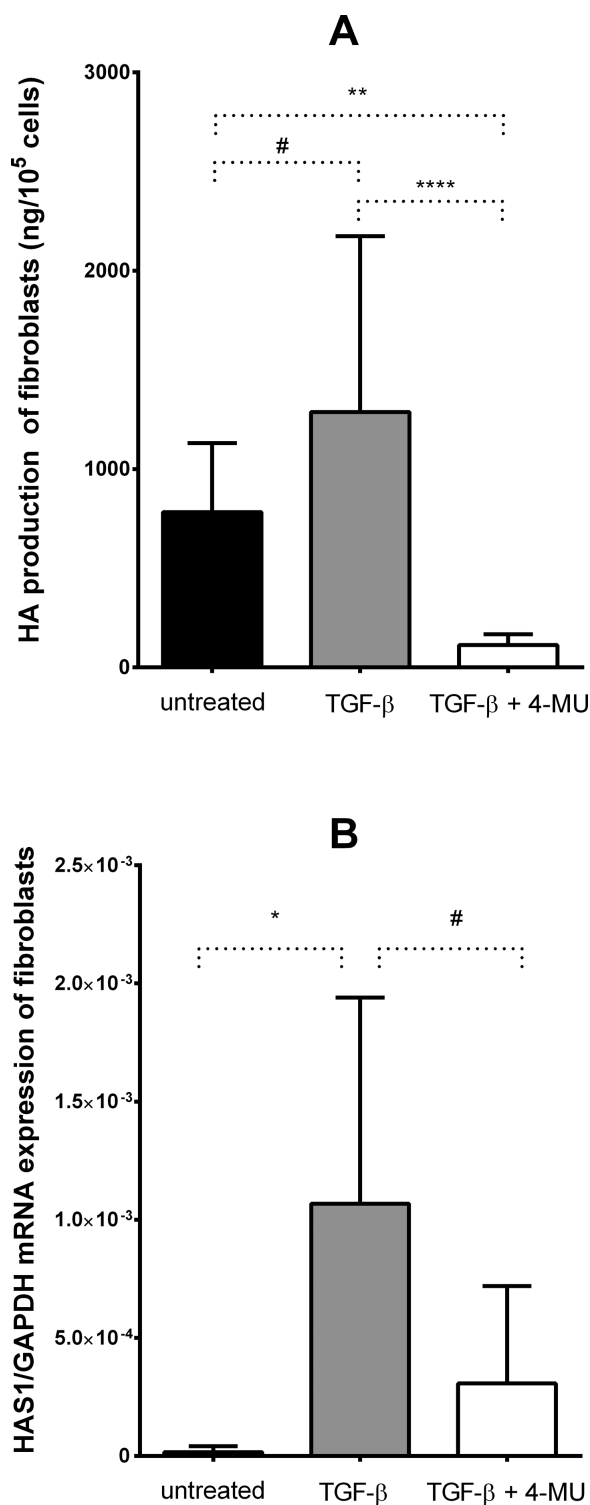 A
HA production of fibroblasts (ng/10⁵ cells)
3000
2000
1000
0
**
#
****
untreated
TGF-β
TGF-β + 4-MU
B
HAS1/GAPDH mRNA expression of fibroblasts
2.5×10⁻³
2.0×10⁻³
1.5×10⁻³
1.0×10⁻³
5.0×10⁻⁴
0
*
#
untreated
TGF-β
TGF-β + 4-MU